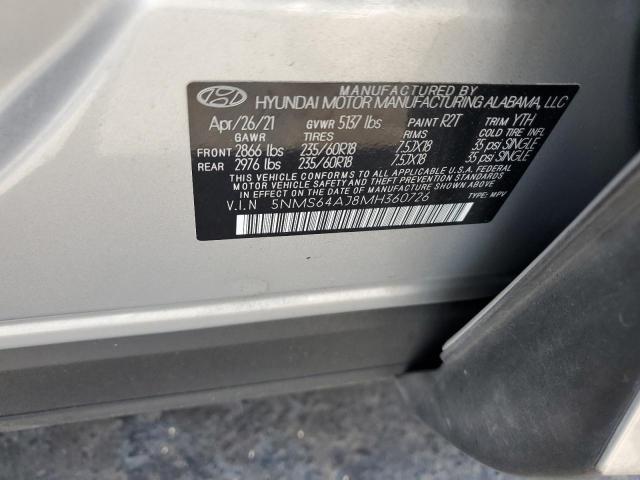 MANUFACTURED BY
HYUNDAI MOTOR MANUFACTURING ALABAMA, LLC
Apr/26/21 GVWR 5137 lbs PAINT R2T TRIM YTH
GAWR TIRES RIMS COLD TIRE INFL
FRONT 2866 lbs 235/60R18 7.5JX18 35 psi SINGLE
REAR 2976 lbs 235/60R18 7.5JX18 35 psi SINGLE
THIS VEHICLE CONFORMS TO ALL APPLICABLE U.S.A. FEDERAL
MOTOR VEHICLE SAFETY, BUMPER, AND THEFT
PREVENTION STANDARDS IN EFFECT ON THE DATE OF
MANUFACTURE SHOWN ABOVE.
V.I.N 5NMS64AJ8MH360726 TYPE: MPV